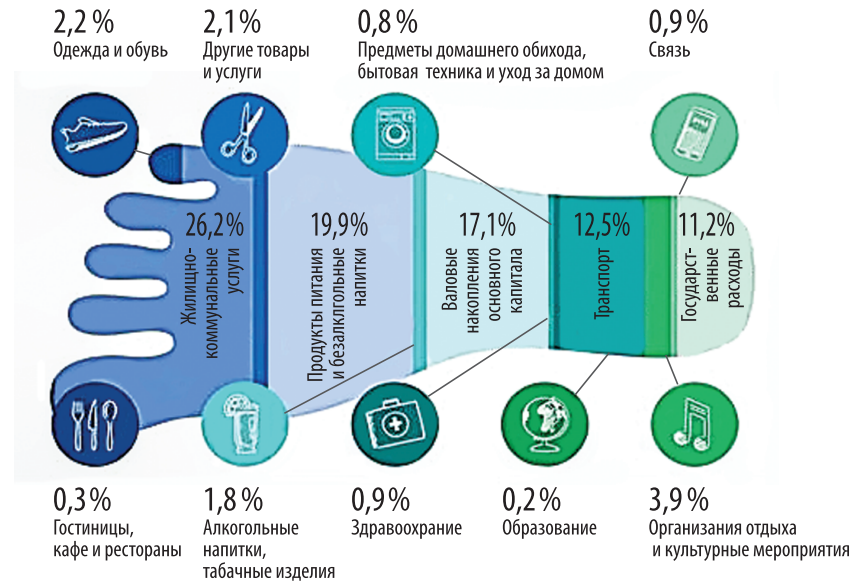 2,2 %
Одежда и обувь
2,1 %
Другие товары
и услуги
0,8 %
Предметы домашнего обихода,
бытовая техника и уход за домом
0,9 %
Связь
26,2%
Жилищно-
коммунальные
услуги
19,9%
Продукты питания
и безалклгольные
напитки
17,1%
Валовые
накопления
основного
капитала
12,5%
Транспорт
11,2%
Государст-
венные
расходы
0,3 %
Гостиницы,
кафе и рестораны
1,8 %
Алкогольные
напитки,
табачные изделия
0,9 %
Здравоохрание
0,2 %
Образование
3,9 %
Организания отдыха
и культурные мероприятия